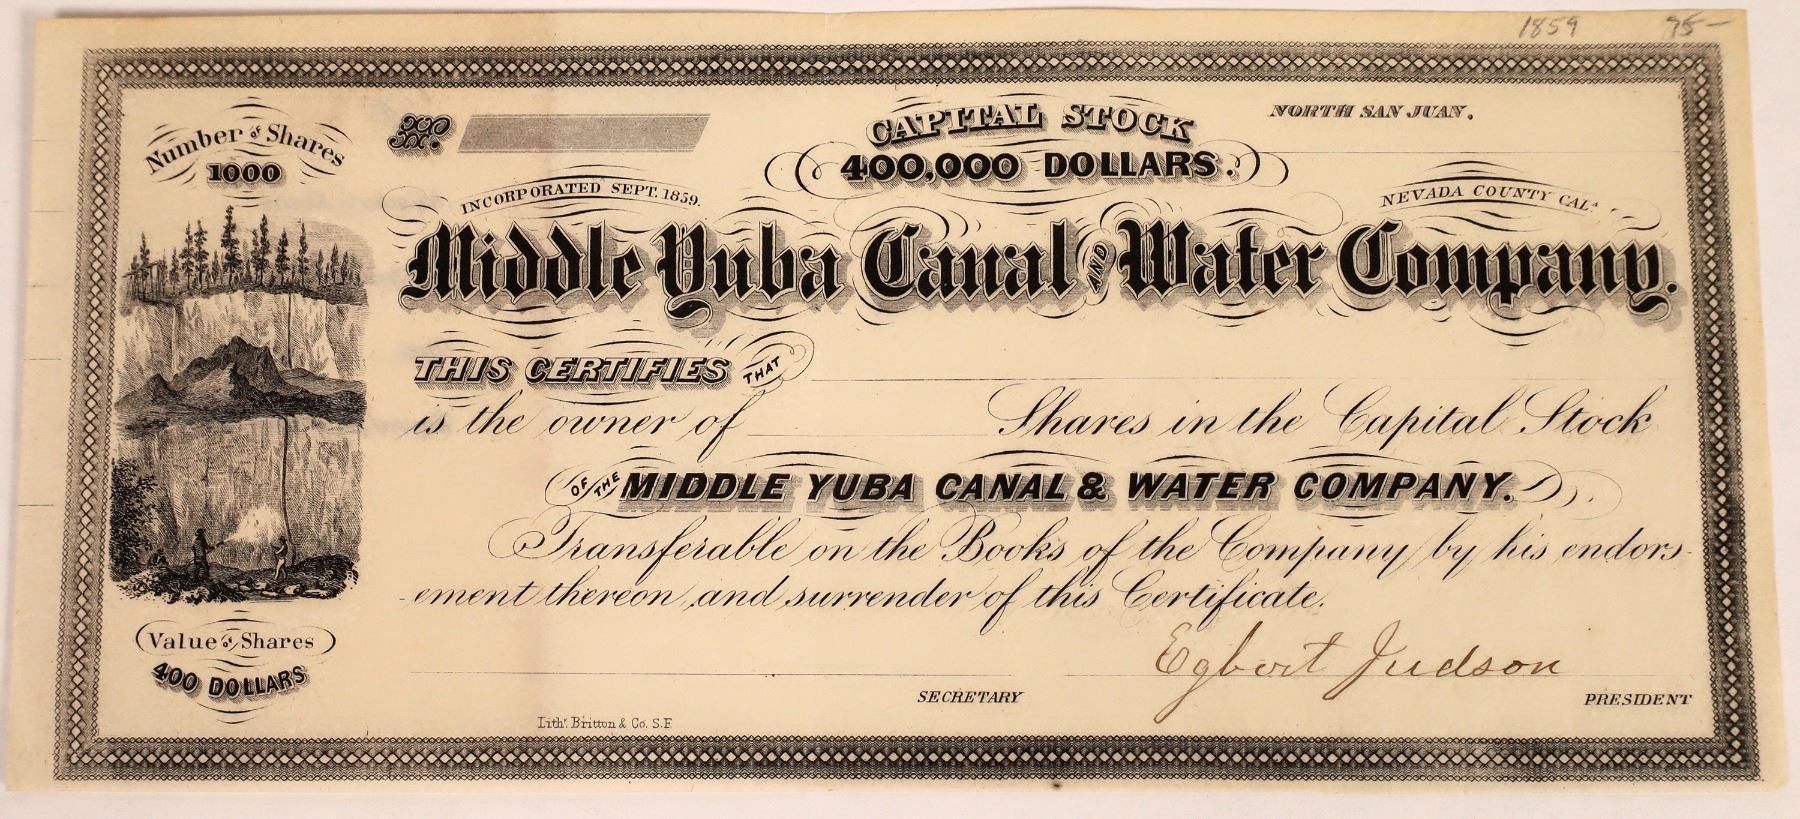 1859 75-
Number of Shares
1000
No.
CAPITAL STOCK
400,000 DOLLARS.
NORTH SAN JUAN.
INCORPORATED SEPT. 1859.
NEVADA COUNTY CALA
Middle Yuba Canal AND Water Company.
THIS CERTIFIES THAT
is the owner of Shares in the Capital Stock
OF THE MIDDLE YUBA CANAL & WATER COMPANY.
Transferable on the Books of the Company by his endors-
ement thereon, and surrender of this Certificate.
Value of Shares
400 DOLLARS
Egbert Judson
SECRETARY
PRESIDENT
Lithr. Britton & Co. S.F.